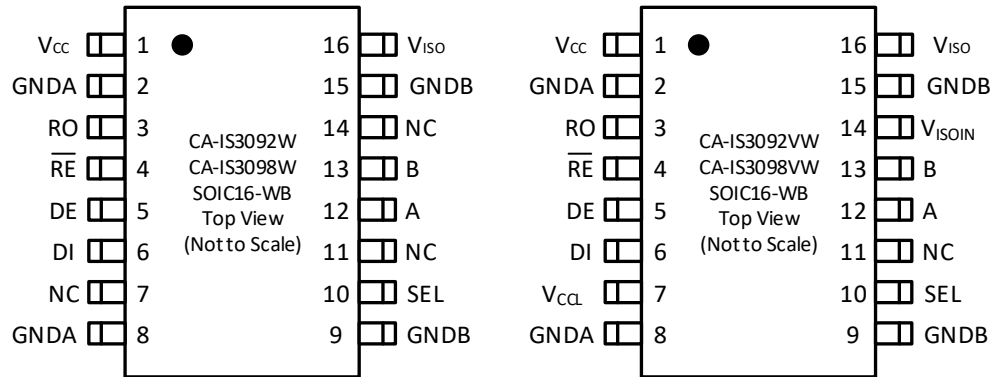 VCC 1 16 VISO VCC 1 16 VISO
GNDA 2 15 GNDB GNDA 2 15 GNDB
RO 3 14 NC RO 3 14 VISOIN
CA-IS3092W CA-IS3092VW
RE 4 13 B RE 4 13 B
CA-IS3098W CA-IS3098VW
SOIC16-WB SOIC16-WB
DE 5 12 A DE 5 12 A
Top View Top View
(Not to Scale) (Not to Scale)
DI 6 11 NC DI 6 11 NC
NC 7 10 SEL VCCL 7 10 SEL
GNDA 8 9 GNDB GNDA 8 9 GNDB